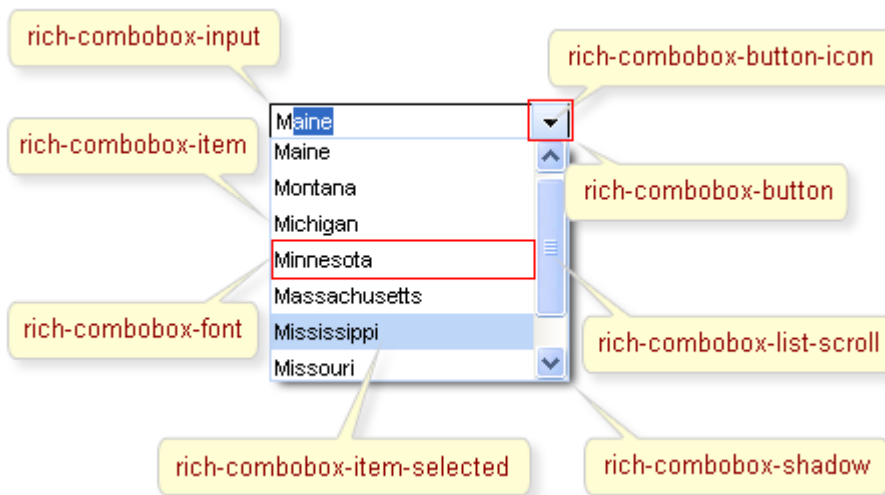 rich-combobox-input
rich-combobox-button-icon
Maine
rich-combobox-item
Maine
Montana
rich-combobox-button
Michigan
Minnesota
Massachusetts
rich-combobox-font
Mississippi
rich-combobox-list-scroll
Missouri
rich-combobox-item-selected
rich-combobox-shadow